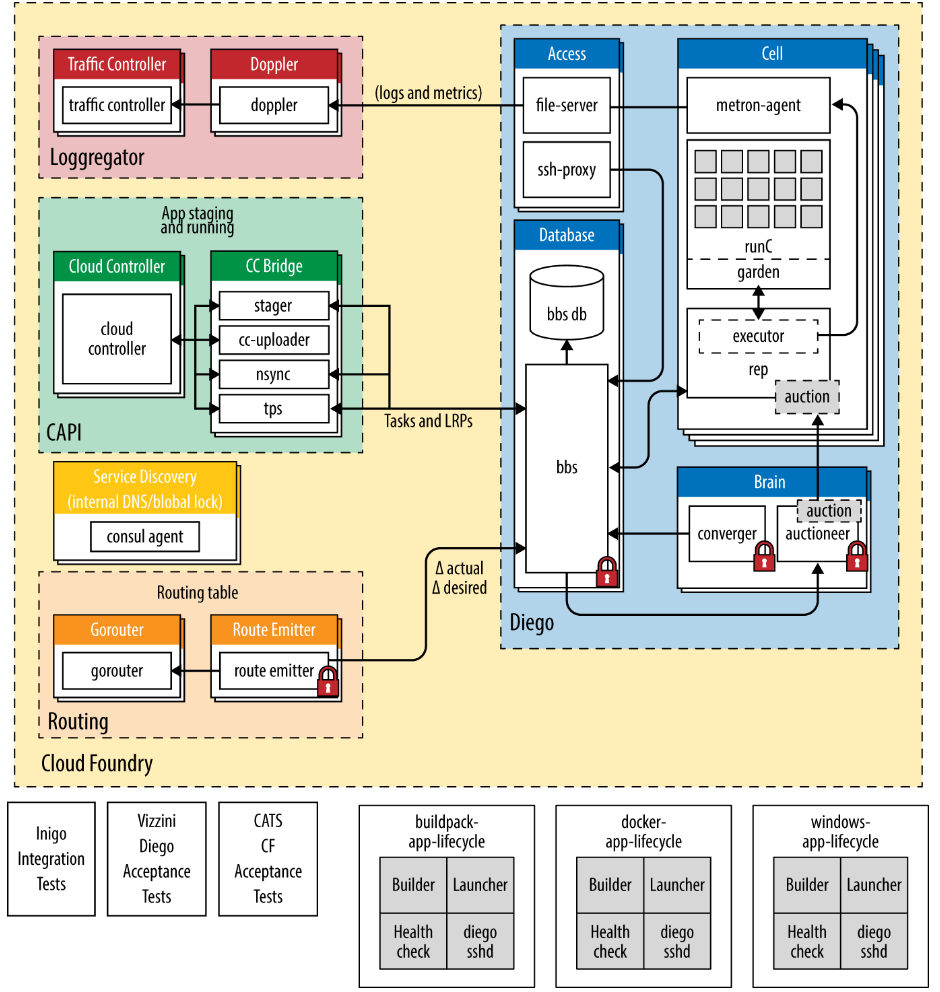 Traffic Controller
traffic controller
Doppler
doppler
Loggregator
(logs and metrics)
Access
file-server
ssh-proxy
Cell
metron-agent
runC
garden
executor
rep
auction
App staging
and running
Cloud Controller
cloud
controller
CC Bridge
stager
cc-uploader
nsync
tps
CAPI
Tasks and LRPs
Database
bbs db
bbs
Brain
converger
auction
auctioneer
Diego
Service Discovery
(internal DNS/blobal lock)
consul agent
Δ actual
Δ desired
Routing table
Gorouter
gorouter
Route Emitter
route emitter
Routing
Cloud Foundry
Inigo
Integration
Tests
Vizzini
Diego
Acceptance
Tests
CATS
CF
Acceptance
Tests
buildpack-
app-lifecycle
Builder
Launcher
Health
check
diego
sshd
docker-
app-lifecycle
Builder
Launcher
Health
check
diego
sshd
windows-
app-lifecycle
Builder
Launcher
Health
check
diego
sshd